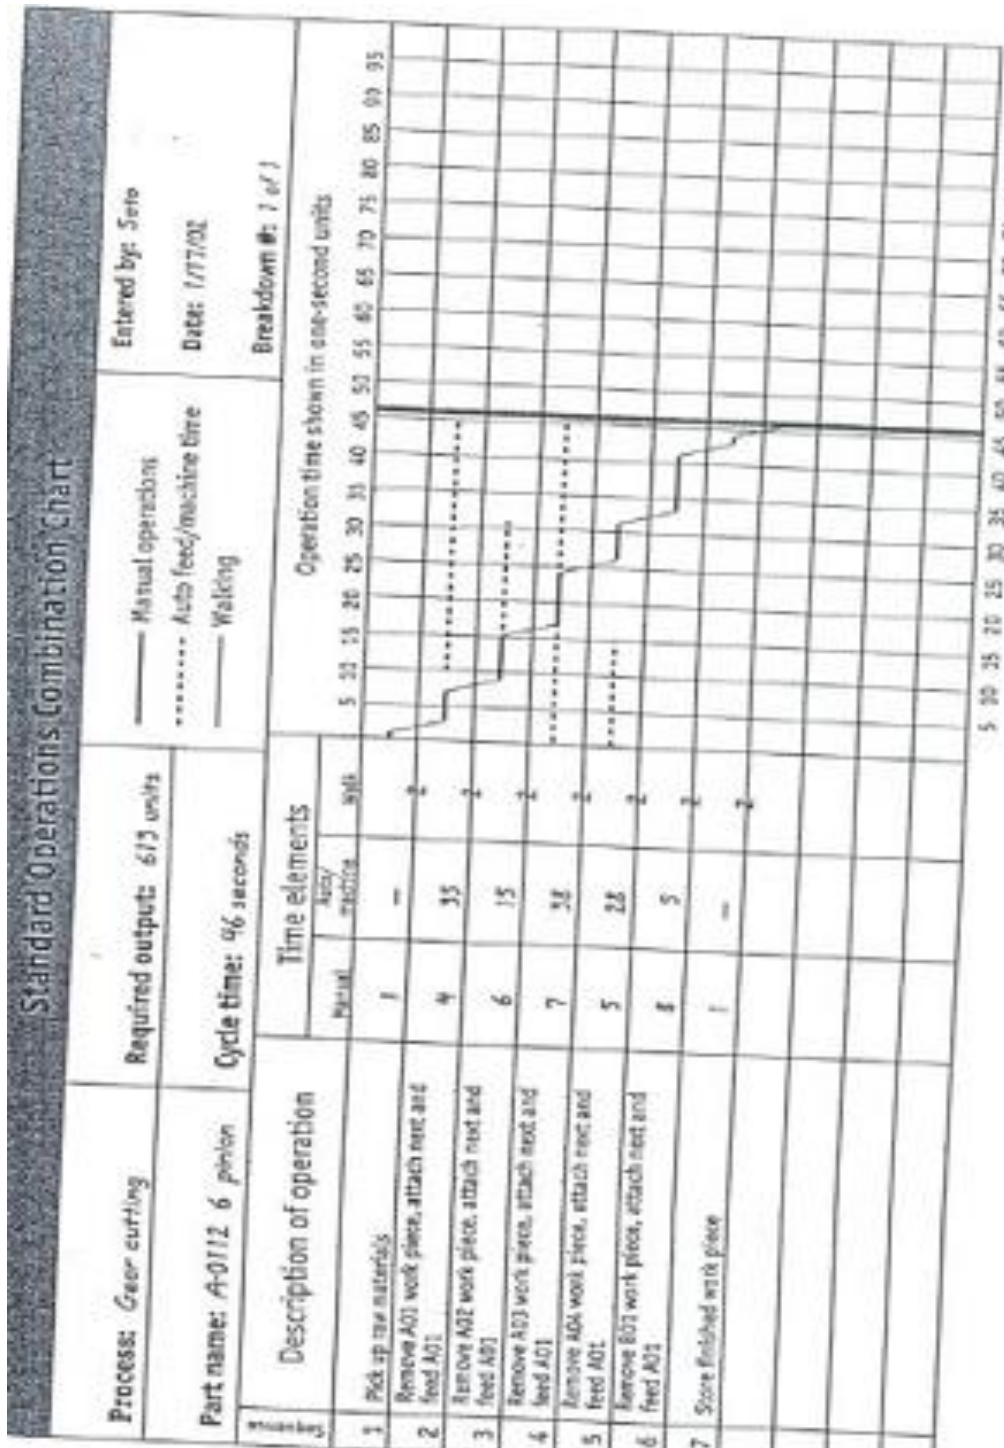 Standard Operations Combination Chart
Process: Gear cutting
Required output: 613 units
Manual operations
Auto feed/machine time
Walking
Entered by: Soto
Part name: A-0112 6 pinion
Cycle time: 46 seconds
Date: 1/17/02
Breakdown #: 1 of 1
Description of operation
Time elements
Operation time shown in one-second units
Manual
Auto/machine
Walk
5 10 15 20 25 30 35 40 45 50 55 60 65 70 75 80 85 90 95
1 Pick up raw materials 1 — 2
2 Remove A01 work piece, attach next and feed A01 4 35 2
3 Remove A02 work piece, attach next and feed A01 6 15 2
4 Remove A03 work piece, attach next and feed A01 7 38 2
5 Remove A04 work piece, attach next and feed A01 5 28 2
6 Remove B01 work piece, attach next and feed A01 8 5 2
7 Store finished work piece 1 — 2